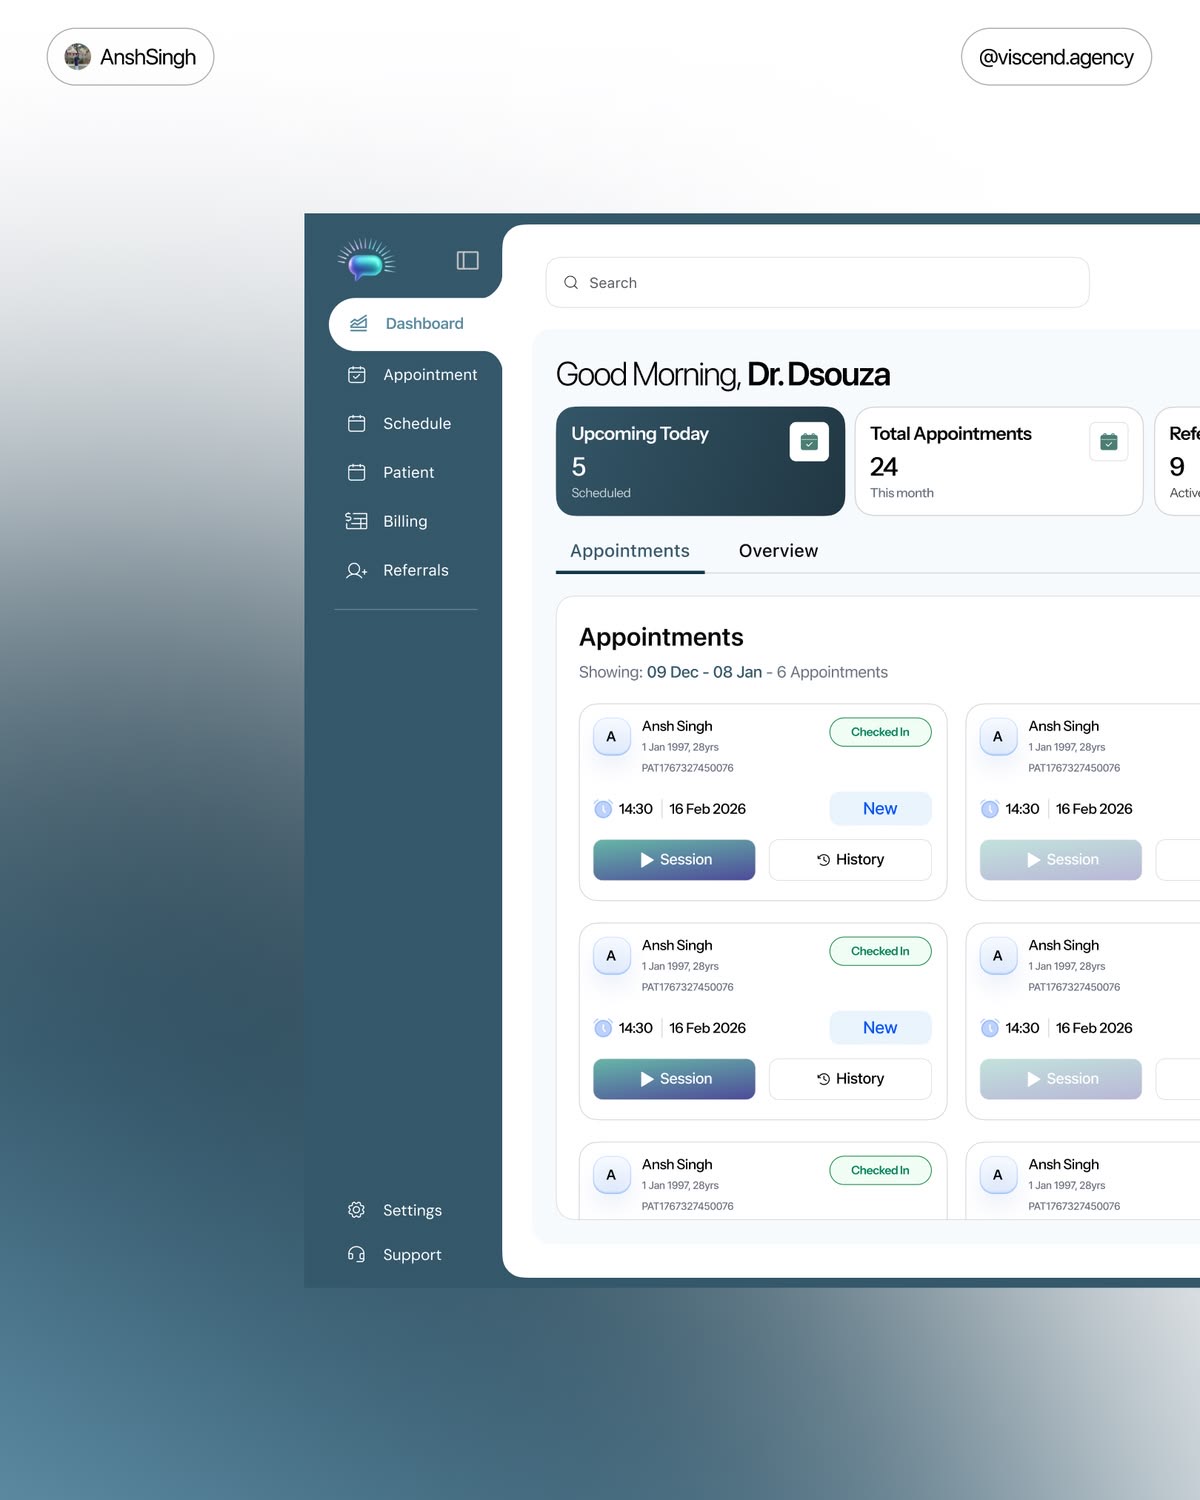 AnshSingh
@viscend.agency
Search
Dashboard
Appointment
Schedule
Patient
Billing
Referrals
Settings
Support
Good Morning, Dr. Dsouza
Upcoming Today
5
Scheduled
Total Appointments
24
This month
Refe
9
Active
Appointments
Overview
Appointments
Showing: 09 Dec - 08 Jan - 6 Appointments
A
Ansh Singh
1 Jan 1997, 28yrs
PAT1767327450076
Checked In
14:30
16 Feb 2026
New
Session
History
A
Ansh Singh
1 Jan 1997, 28yrs
PAT1767327450076
14:30
16 Feb 2026
Session
A
Ansh Singh
1 Jan 1997, 28yrs
PAT1767327450076
Checked In
14:30
16 Feb 2026
New
Session
History
A
Ansh Singh
1 Jan 1997, 28yrs
PAT1767327450076
14:30
16 Feb 2026
Session
A
Ansh Singh
1 Jan 1997, 28yrs
PAT1767327450076
Checked In
A
Ansh Singh
1 Jan 1997, 28yrs
PAT1767327450076